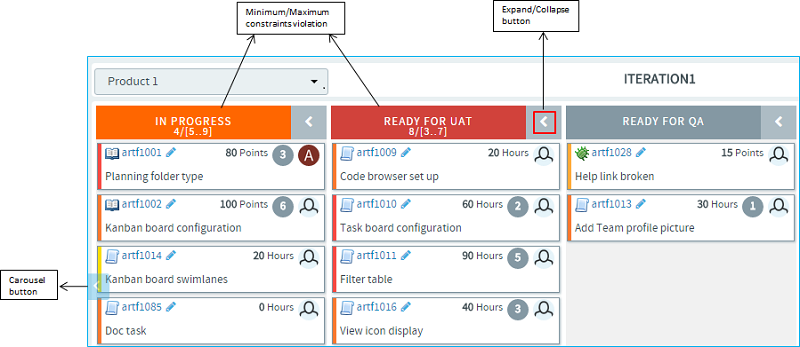 Minimum/Maximum
constraints violation
Expand/Collapse
button
Product 1
ITERATION1
IN PROGRESS
4/[5..9]
READY FOR UAT
8/[3..7]
READY FOR QA
artf1001 80 Points 3 A
Planning folder type
artf1009 20 Hours
Code browser set up
artf1028 15 Points
Help link broken
artf1002 100 Points 6
Kanban board configuration
artf1010 60 Hours 2
Task board configuration
artf1013 30 Hours 1
Add Team profile picture
artf1014 20 Hours
Kanban board swimlanes
artf1011 90 Hours 5
Filter table
Carousel
button
artf1085 0 Hours
Doc task
artf1016 40 Hours 3
View icon display